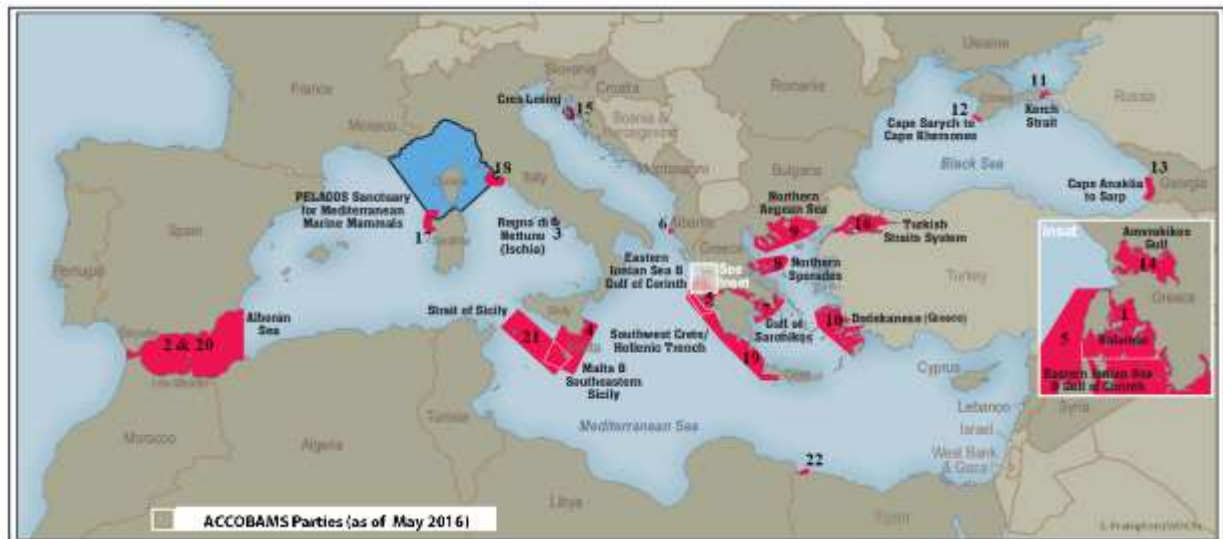 Ukraine
Slovenia
France
Croatia
Romania
Russia
11
Cres Losinj
15
12
Kerch
Strait
Monaco
Bosnia &
Herzegovina
Cape Sarych to
Cape Khersones
Black Sea
13
Montenegro
Bulgaria
18
Italy
Georgia
Cape Anaklia
to Sarp
PELAGOS Sanctuary
for Mediterranean
Marine Mammals
Northern
Aegean Sea
17
Regno di
Nettuno
(Ischia)
3
6
Albania
9
16
Turkish
Straits System
Inset
Amvrakikos
Gulf
14
Spain
Portugal
Greece
Eastern
Ionian Sea &
Gulf of Corinth
See
Inset
8
Northern
Sporades
Turkey
Greece
Alboran
Sea
Strait of Sicily
5
7
1
2 & 20
21
4
Southwest Crete/
Hellenic Trench
Gulf of
Saronikos
10
Dodekanese (Greece)
5
Kalamos
19
Malta &
Southeastern
Sicily
Cyprus
Eastern Ionian Sea
& Gulf of Corinth
Lebanon
Syria
Mediterranean Sea
Israel
Morocco
Algeria
Tunisia
West Bank
& Gaza
22
Libya
Egypt
ACCOBAMS Parties (as of May 2016)